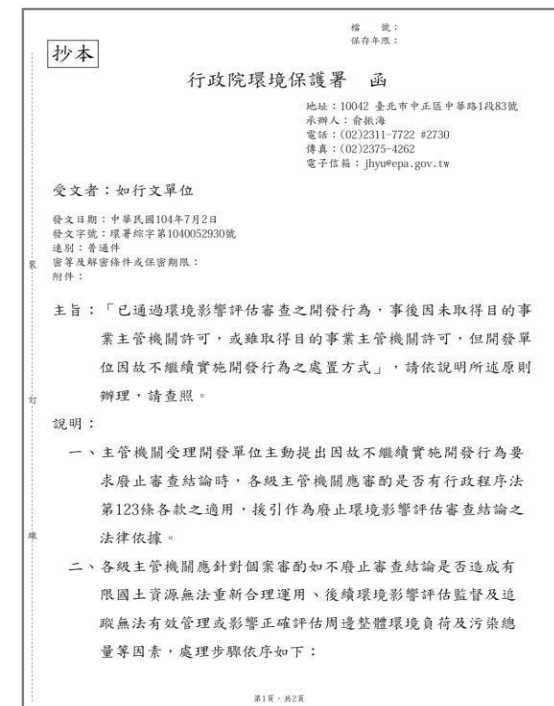 檔　　號：
保存年限：
抄本
行政院環境保護署　函
地址：10042 臺北市中正區中華路1段83號
承辦人：俞振海
電話：(02)2311-7722 #2730
傳真：(02)2375-4262
電子信箱：jhyu@epa.gov.tw
受文者：如行文單位
發文日期：中華民國104年7月2日
發文字號：環署綜字第1040052930號
速別：普通件
密等及解密條件或保密期限：
附件：
主旨：「已通過環境影響評估審查之開發行為，事後因未取得目的事
業主管機關許可，或雖取得目的事業主管機關許可，但開發單
位因故不繼續實施開發行為之處置方式」，請依說明所述原則
辦理，請查照。
說明：
一、主管機關受理開發單位主動提出因故不繼續實施開發行為要
求廢止審查結論時，各級主管機關應審酌是否有行政程序法
第123條各款之適用，援引作為廢止環境影響評估審查結論之
法律依據。
二、各級主管機關應針對個案審酌如不廢止審查結論是否造成有
限國土資源無法重新合理運用、後續環境影響評估監督及追
蹤無法有效管理或影響正確評估周邊整體環境負荷及污染總
量等因素，處理步驟依序如下：
裝
訂
線
第1頁，共2頁